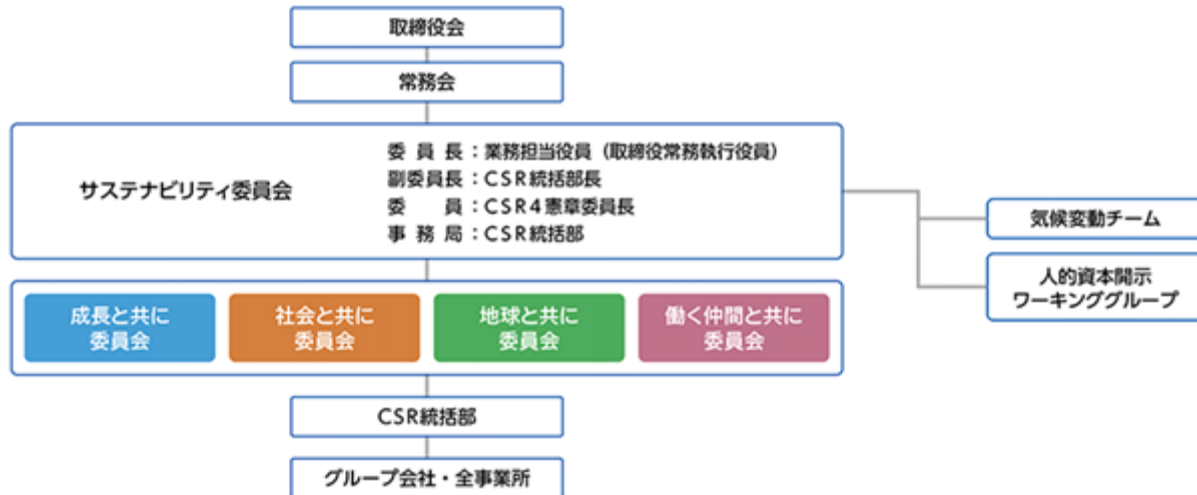 取締役会
常務会
サステナビリティ委員会
委員長：業務担当役員（取締役常務執行役員）
副委員長：CSR統括部長
委員：CSR4憲章委員長
事務局：CSR統括部
気候変動チーム
人的資本開示
ワーキンググループ
成長と共に
委員会
社会と共に
委員会
地球と共に
委員会
働く仲間と共に
委員会
CSR統括部
グループ会社・全事業所